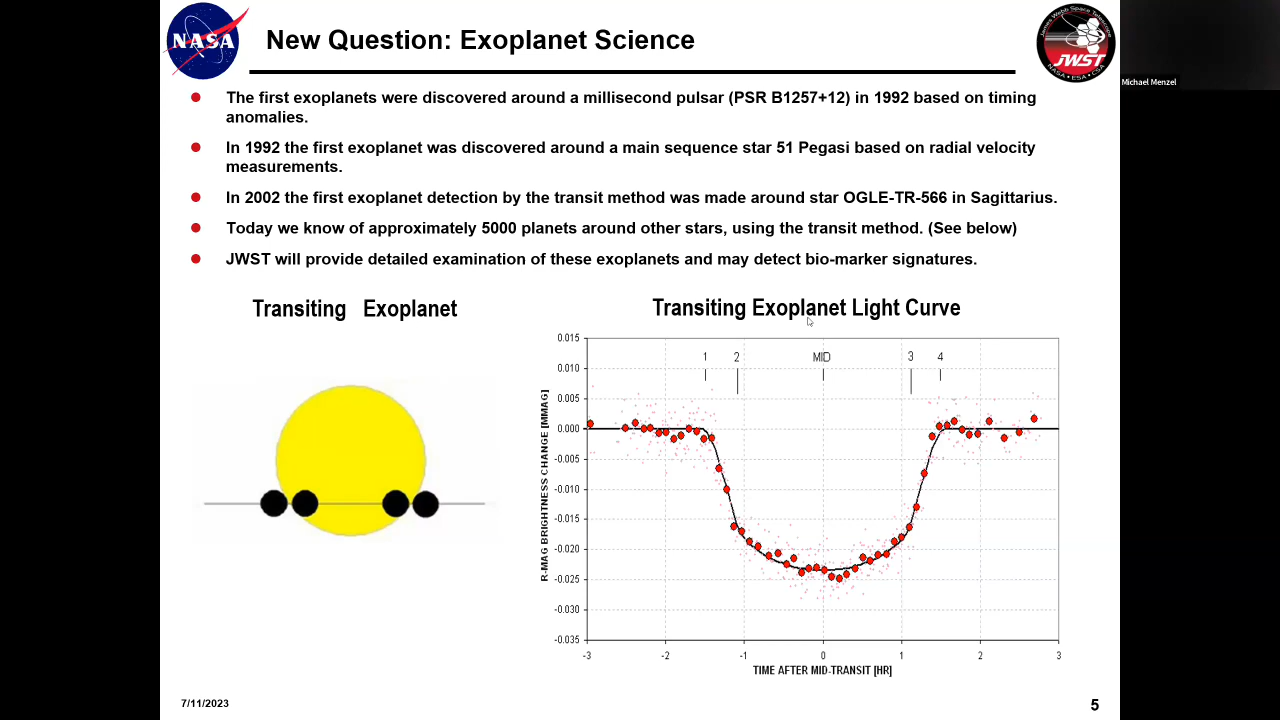 NASA
New Question: Exoplanet Science
James Webb Space Telescope
JWST
NASA • ESA • CSA
Michael Menzel
The first exoplanets were discovered around a millisecond pulsar (PSR B1257+12) in 1992 based on timing
anomalies.
In 1992 the first exoplanet was discovered around a main sequence star 51 Pegasi based on radial velocity
measurements.
In 2002 the first exoplanet detection by the transit method was made around star OGLE-TR-566 in Sagittarius.
Today we know of approximately 5000 planets around other stars, using the transit method. (See below)
JWST will provide detailed examination of these exoplanets and may detect bio-marker signatures.
Transiting Exoplanet
Transiting Exoplanet Light Curve
R-MAG BRIGHTNESS CHANGE [MMAG]
0.015
0.010
0.005
0.000
-0.005
-0.010
-0.015
-0.020
-0.025
-0.030
-0.035
1 2 MID 3 4
-3 -2 -1 0 1 2 3
TIME AFTER MID-TRANSIT [HR]
7/11/2023
5